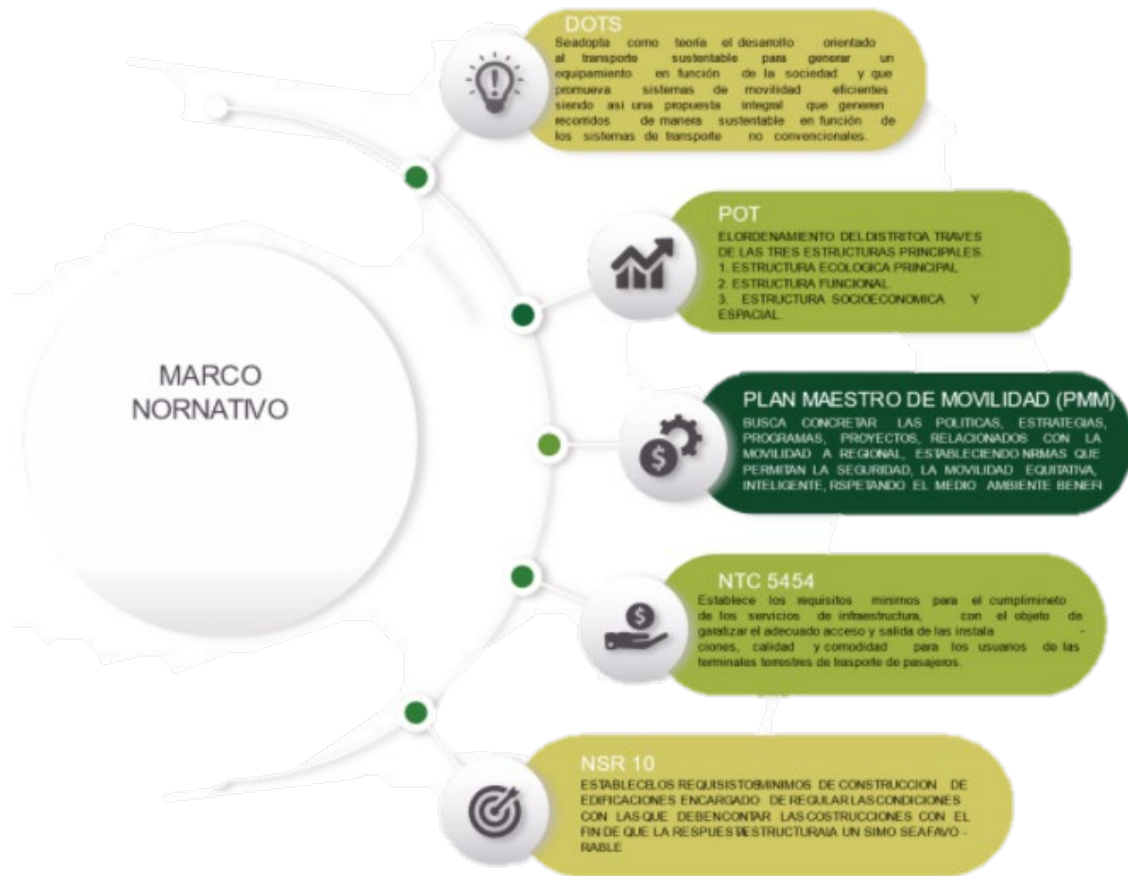 DOTS
Seadopta como teoría el desarrollo orientado
al transporte sustentable para generar un
equipamiento en función de la sociedad y que
promueva sistemas de movilidad eficientes
siendo así una propuesta integral que generen
recorridos de manera sustentable en función de
los sistemas de transporte no convencionales.
POT
ELORDENAMIENTO DELDISTRITOA TRAVES
DE LAS TRES ESTRUCTURAS PRINCIPALES.
1. ESTRUCTURA ECOLOGICA PRINCIPAL
2. ESTRUCTURA FUNCIONAL
3. ESTRUCTURA SOCIOECONOMICA Y
ESPACIAL.
MARCO
NORNATIVO
PLAN MAESTRO DE MOVILIDAD (PMM)
BUSCA CONCRETAR LAS POLITICAS, ESTRATEGIAS,
PROGRAMAS, PROYECTOS, RELACIONADOS CON LA
MOVILIDAD A REGIONAL, ESTABLECIENDO NRMAS QUE
PERMITAN LA SEGURIDAD, LA MOVILIDAD EQUITATIVA,
INTELIGENTE, RSPETANDO EL MEDIO AMBIENTE BENEFI
NTC 5454
Establece los requisitos minimos para el cumplimineto
de los servicios de infraestructura, con el objeto de
garatizar el adecuado acceso y salida de las instala -
ciones, calidad y comodidad para los usuarios de las
terminales terrestres de trasporte de pasajeros.
NSR 10
ESTABLECELOS REQUISISTOSMINIMOS DE CONSTRUCCION DE
EDIFICACIONES ENCARGADO DE REGULAR LASCONDICIONES
CON LASQUE DEBENCONTAR LASCOSTRUCCIONES CON EL
FIN DE QUE LA RESPUESTAESTRUCTURALA UN SIMO SEAFAVO -
RABLE